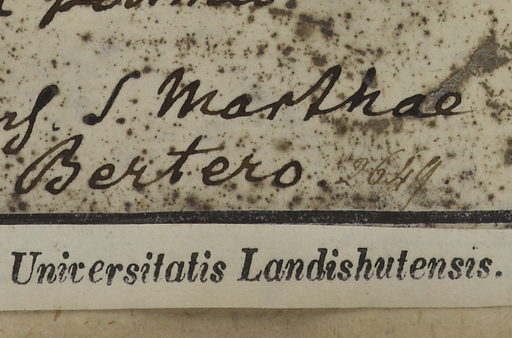 S. Marthae
Bertero. 2649
Universitatis Landishutensis.